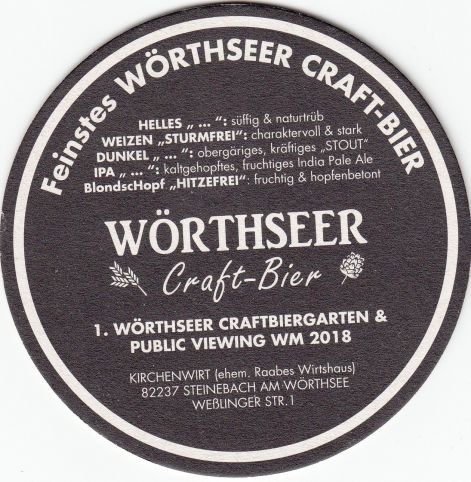 Feinstes WÖRTHSEER CRAFT-BIER
HELLES „ ... “: süffig & naturtrüb
WEIZEN „STURMFREI“: charaktervoll & stark
DUNKEL „ ... “: obergäriges, kräftiges „STOUT“
IPA „ ... “: kaltgehopftes, fruchtiges India Pale Ale
BlondscHopf „HITZEFREI“: fruchtig & hopfenbetont
WÖRTHSEER
Craft-Bier
1. WÖRTHSEER CRAFTBIERGARTEN &
PUBLIC VIEWING WM 2018
KIRCHENWIRT (ehem. Raabes Wirtshaus)
82237 STEINEBACH AM WÖRTHSEE
WEßLINGER STR.1